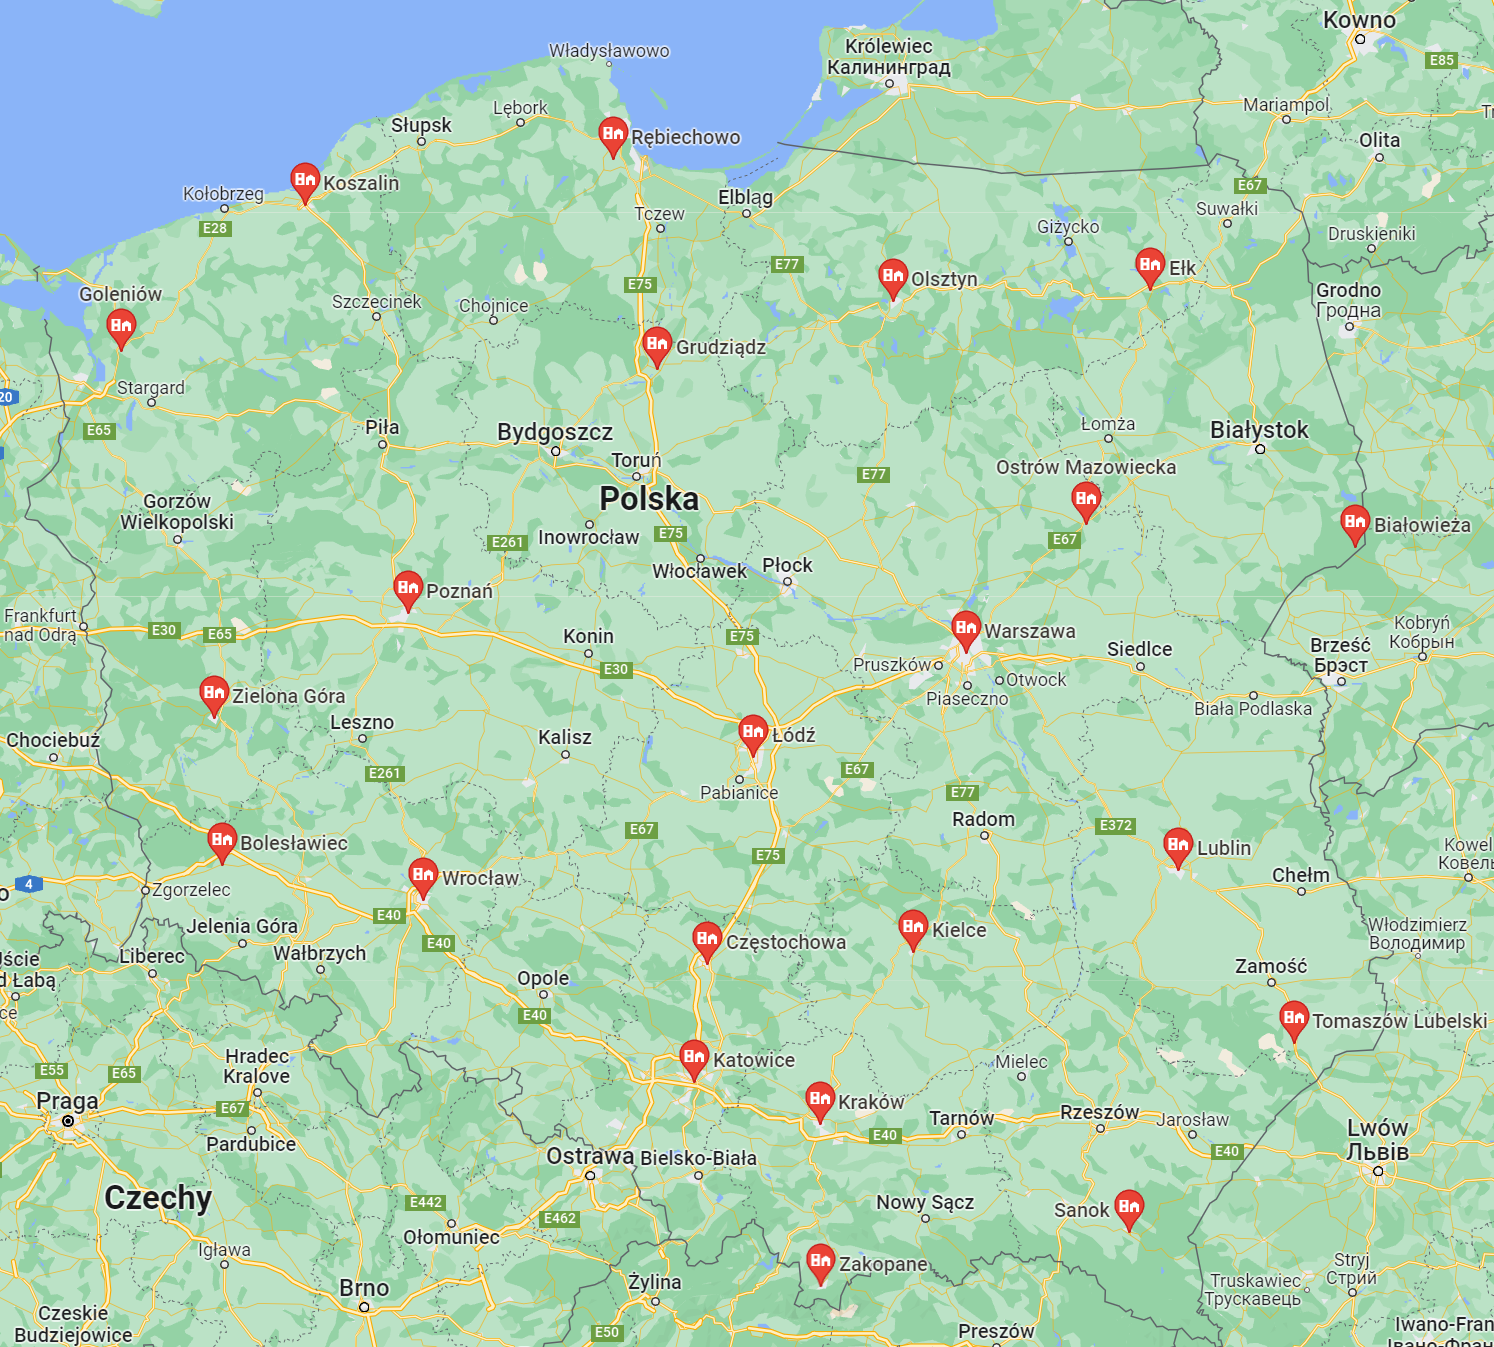 Kowno
Władysławowo
Królewiec
Калининград
E85
Mariampol
Lębork
Słupsk
Rębiechowo
Olita
Koszalin
Kołobrzeg
Elbląg
E67
Suwałki
Tczew
E28
Giżycko
Druskieniki
E77
Ełk
Olsztyn
E75
Goleniów
Szczecinek
Chojnice
Grodno
Гродна
Grudziądz
Stargard
20
E65
Piła
Bydgoszcz
Łomża
Białystok
Toruń
Ostrów Mazowiecka
E77
Polska
Gorzów
Wielkopolski
Białowieża
E75
Inowrocław
E261
E67
Włocławek
Płock
Poznań
Frankfurt
nad Odrą
E30
E65
Konin
E75
Warszawa
Kobryń
Кобрын
Siedlce
Brześć
Брэст
Pruszków
E30
Otwock
Piaseczno
Zielona Góra
Biała Podlaska
Leszno
Chociebuż
Kalisz
Łódź
E261
E67
Pabianice
E77
Radom
E372
E67
Bolesławiec
Lublin
E75
Kowel
Ковель
Wrocław
Chełm
4
Zgorzelec
E40
Jelenia Góra
Kielce
Włodzimierz
Володимир
E40
Częstochowa
Wałbrzych
Liberec
Zamość
Opole
E40
Tomaszów Lubelski
Hradec
Kralove
Katowice
Mielec
E55
E65
Praga
E67
Kraków
Tarnów
Rzeszów
Jarosław
E40
Pardubice
Lwów
Львів
E40
Ostrawa
Bielsko-Biała
Czechy
E442
Nowy Sącz
Sanok
E462
Ołomuniec
Igława
Zakopane
Stryj
Стрий
Żylina
Truskawiec
Трускавець
Brno
Czeskie
Budziejowice
E50
Preszów